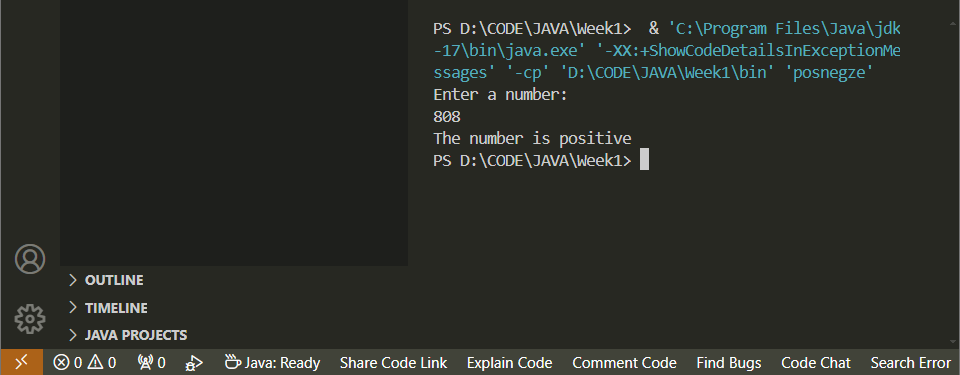 PS D:\CODE\JAVA\Week1>  & 'C:\Program Files\Java\jdk
-17\bin\java.exe' '-XX:+ShowCodeDetailsInExceptionMe
ssages' '-cp' 'D:\CODE\JAVA\Week1\bin' 'posnegze'
Enter a number:
808
The number is positive
PS D:\CODE\JAVA\Week1>
OUTLINE
TIMELINE
JAVA PROJECTS
0 0 0 Java: Ready Share Code Link Explain Code Comment Code Find Bugs Code Chat Search Error